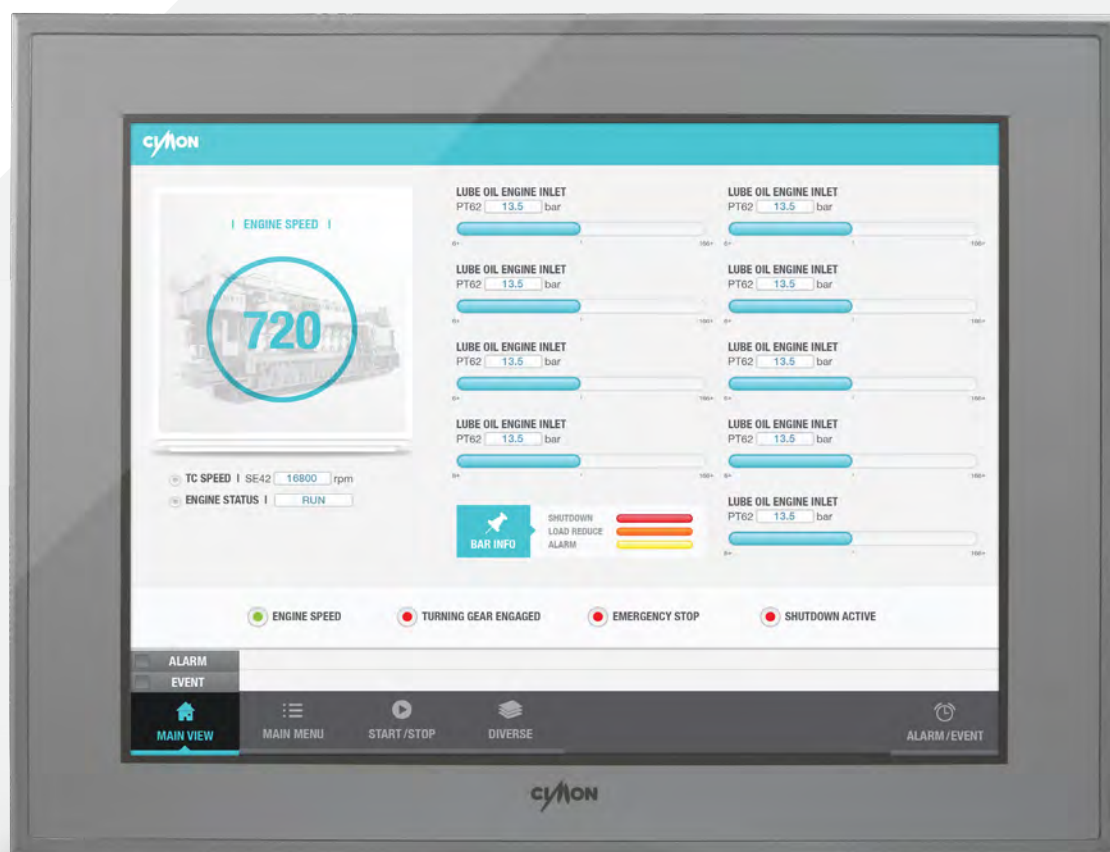 CIMON
I ENGINE SPEED I
720
TC SPEED I SE42 16800 rpm
ENGINE STATUS I RUN
LUBE OIL ENGINE INLET
PT62 13.5 bar
LUBE OIL ENGINE INLET
PT62 13.5 bar
LUBE OIL ENGINE INLET
PT62 13.5 bar
LUBE OIL ENGINE INLET
PT62 13.5 bar
BAR INFO
SHUTDOWN
LOAD REDUCE
ALARM
LUBE OIL ENGINE INLET
PT62 13.5 bar
LUBE OIL ENGINE INLET
PT62 13.5 bar
LUBE OIL ENGINE INLET
PT62 13.5 bar
LUBE OIL ENGINE INLET
PT62 13.5 bar
LUBE OIL ENGINE INLET
PT62 13.5 bar
ENGINE SPEED
TURNING GEAR ENGAGED
EMERGENCY STOP
SHUTDOWN ACTIVE
ALARM
EVENT
MAIN VIEW
MAIN MENU
START/STOP
DIVERSE
ALARM/EVENT
CIMON